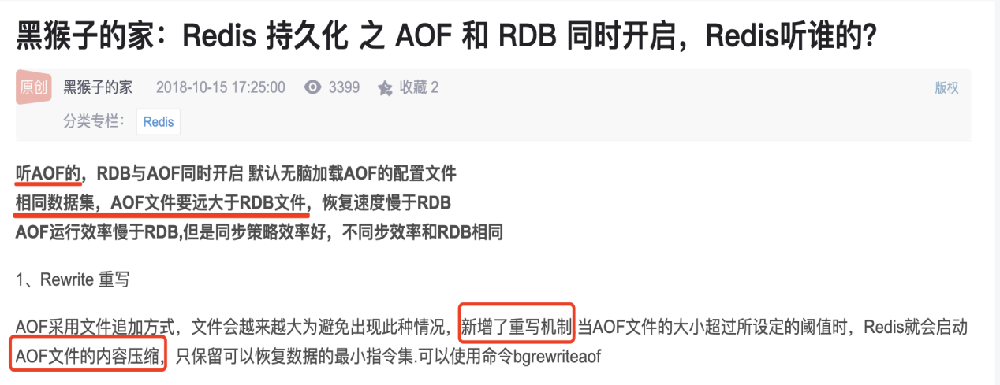 黑猴子的家：Redis 持久化 之 AOF 和 RDB 同时开启，Redis听谁的?
原创 黑猴子的家 2018-10-15 17:25:00 3399 收藏 2 版权
分类专栏： Redis
听AOF的，RDB与AOF同时开启 默认无脑加载AOF的配置文件
相同数据集，AOF文件要远大于RDB文件，恢复速度慢于RDB
AOF运行效率慢于RDB,但是同步策略效率好，不同步效率和RDB相同
1、Rewrite 重写
AOF采用文件追加方式，文件会越来越大为避免出现此种情况，新增了重写机制 当AOF文件的大小超过所设定的阈值时，Redis就会启动
AOF文件的内容压缩，只保留可以恢复数据的最小指令集.可以使用命令bgrewriteaof